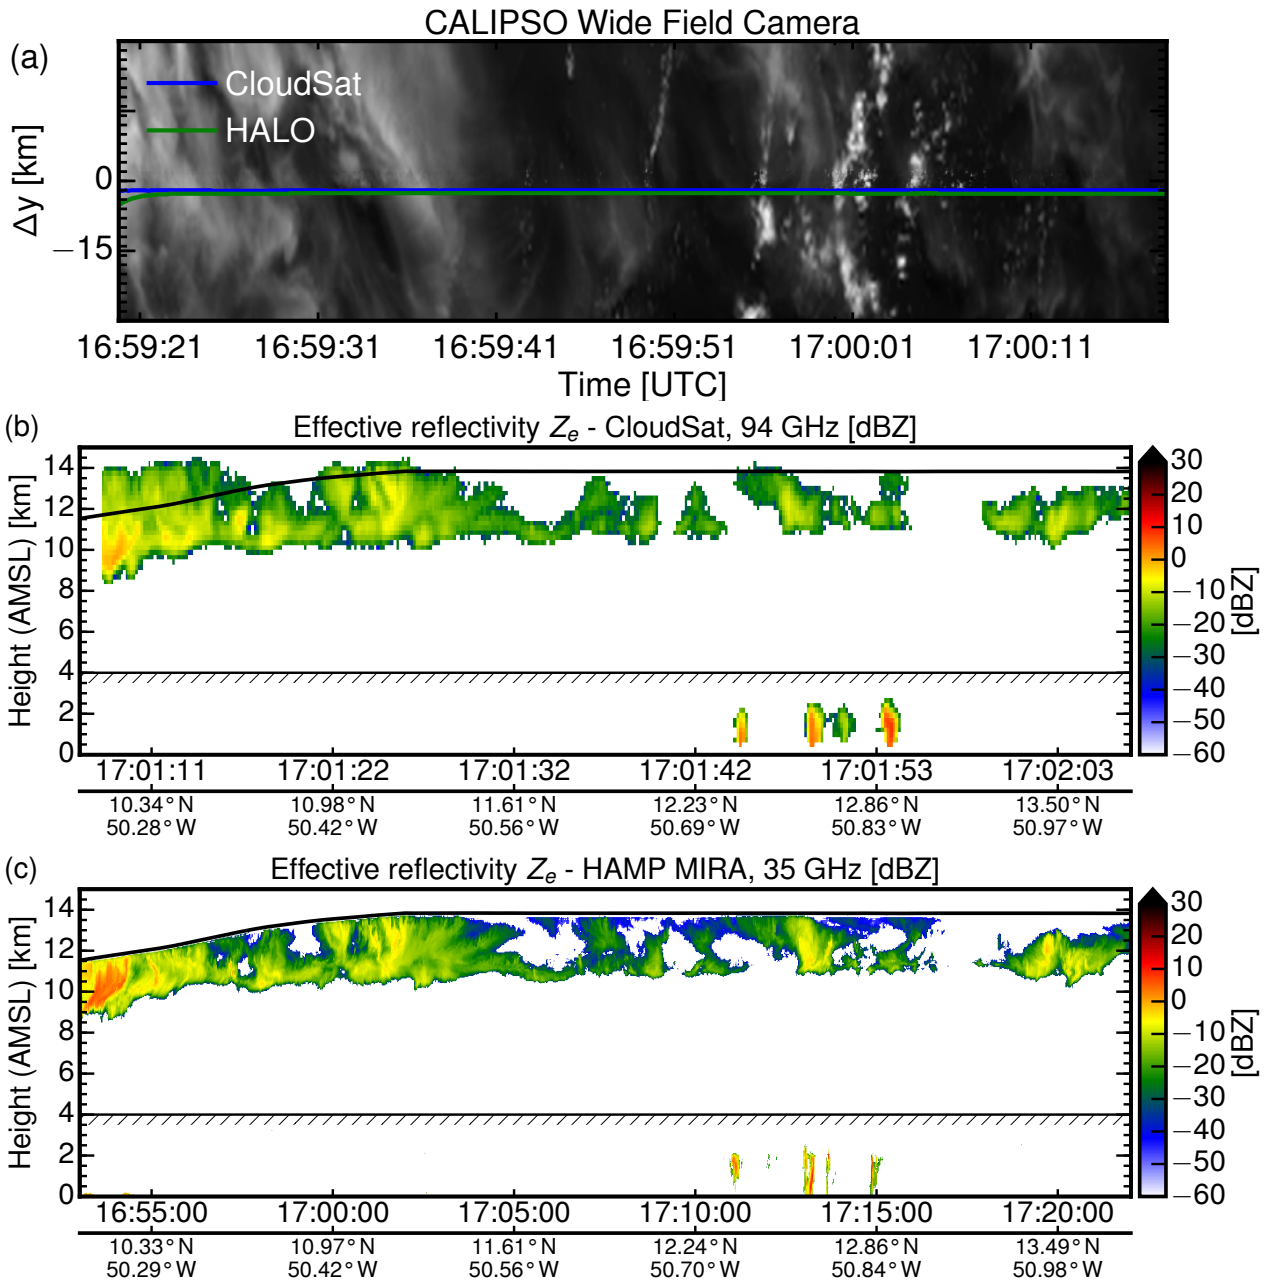 CALIPSO Wide Field Camera
(a)
CloudSat
HALO
Δy [km]
0
−15
16:59:21 16:59:31 16:59:41 16:59:51 17:00:01 17:00:11
Time [UTC]
(b)
Effective reflectivity Ze - CloudSat, 94 GHz [dBZ]
Height (AMSL) [km]
14
12
10
8
6
4
2
0
30
20
10
0
−10
−20
−30
−40
−50
−60
[dBZ]
17:01:11 17:01:22 17:01:32 17:01:42 17:01:53 17:02:03
10.34°N 10.98°N 11.61°N 12.23°N 12.86°N 13.50°N
50.28°W 50.42°W 50.56°W 50.69°W 50.83°W 50.97°W
(c)
Effective reflectivity Ze - HAMP MIRA, 35 GHz [dBZ]
Height (AMSL) [km]
14
12
10
8
6
4
2
0
30
20
10
0
−10
−20
−30
−40
−50
−60
[dBZ]
16:55:00 17:00:00 17:05:00 17:10:00 17:15:00 17:20:00
10.33°N 10.97°N 11.61°N 12.24°N 12.86°N 13.49°N
50.29°W 50.42°W 50.56°W 50.70°W 50.84°W 50.98°W